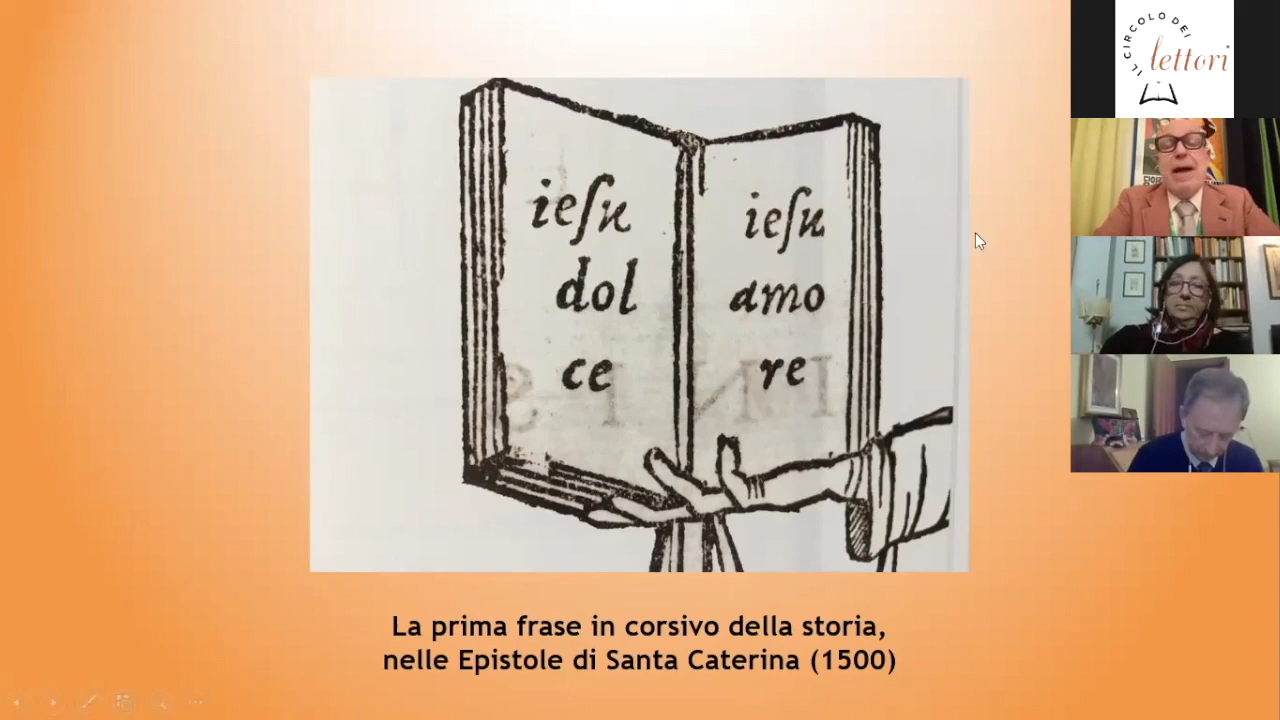 ieſu
dol
ce
ieſu
amo
re
La prima frase in corsivo della storia,
nelle Epistole di Santa Caterina (1500)
IL CIRCOLO DEI
lettori